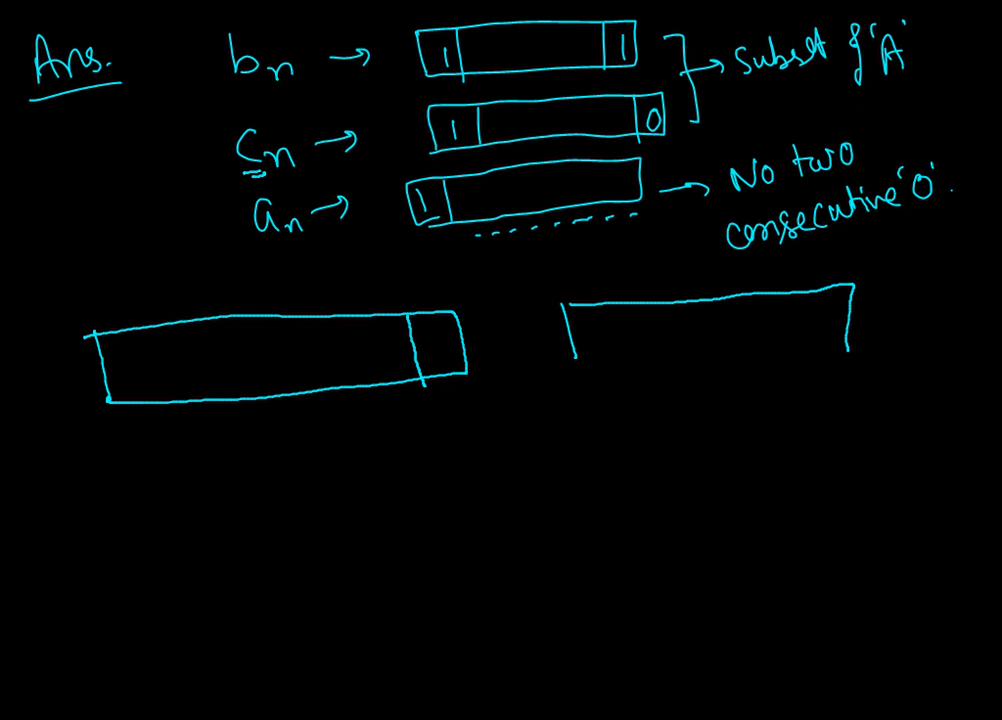 Ans. bn → 1 1 subset of 'A'
Cn → 1 0
an → 1 → No two
consecutive '0'.